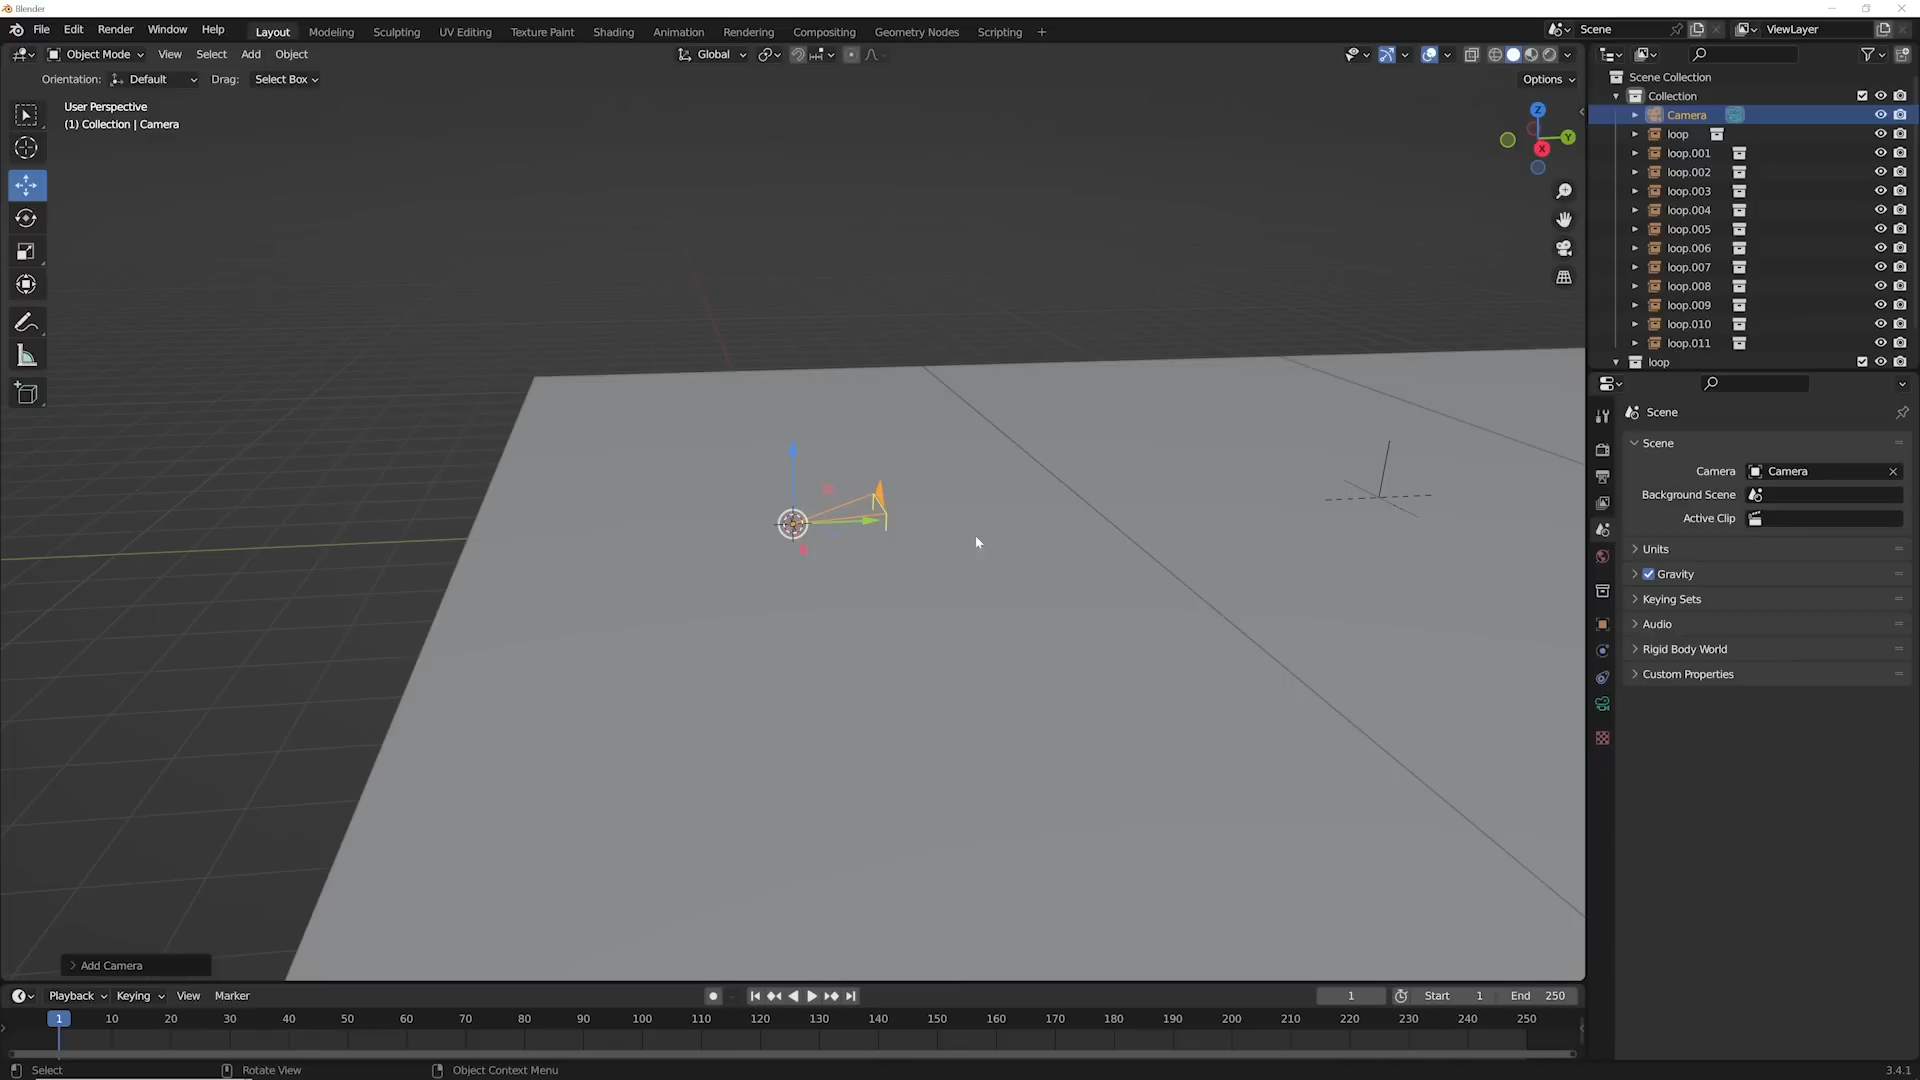 Blender
File Edit Render Window Help Layout Modeling Sculpting UV Editing Texture Paint Shading Animation Rendering Compositing Geometry Nodes Scripting + Scene ViewLayer
Object Mode View Select Add Object Global
Orientation: Default Drag: Select Box Options
User Perspective
(1) Collection | Camera
Z
Y
X
Scene Collection
Collection
Camera
loop
loop.001
loop.002
loop.003
loop.004
loop.005
loop.006
loop.007
loop.008
loop.009
loop.010
loop.011
loop
Scene
Scene
Camera Camera
Background Scene
Active Clip
Units
Gravity
Keying Sets
Audio
Rigid Body World
Custom Properties
Add Camera
Playback Keying View Marker 1 Start 1 End 250
1 10 20 30 40 50 60 70 80 90 100 110 120 130 140 150 160 170 180 190 200 210 220 230 240 250
Select Rotate View Object Context Menu 3.4.1